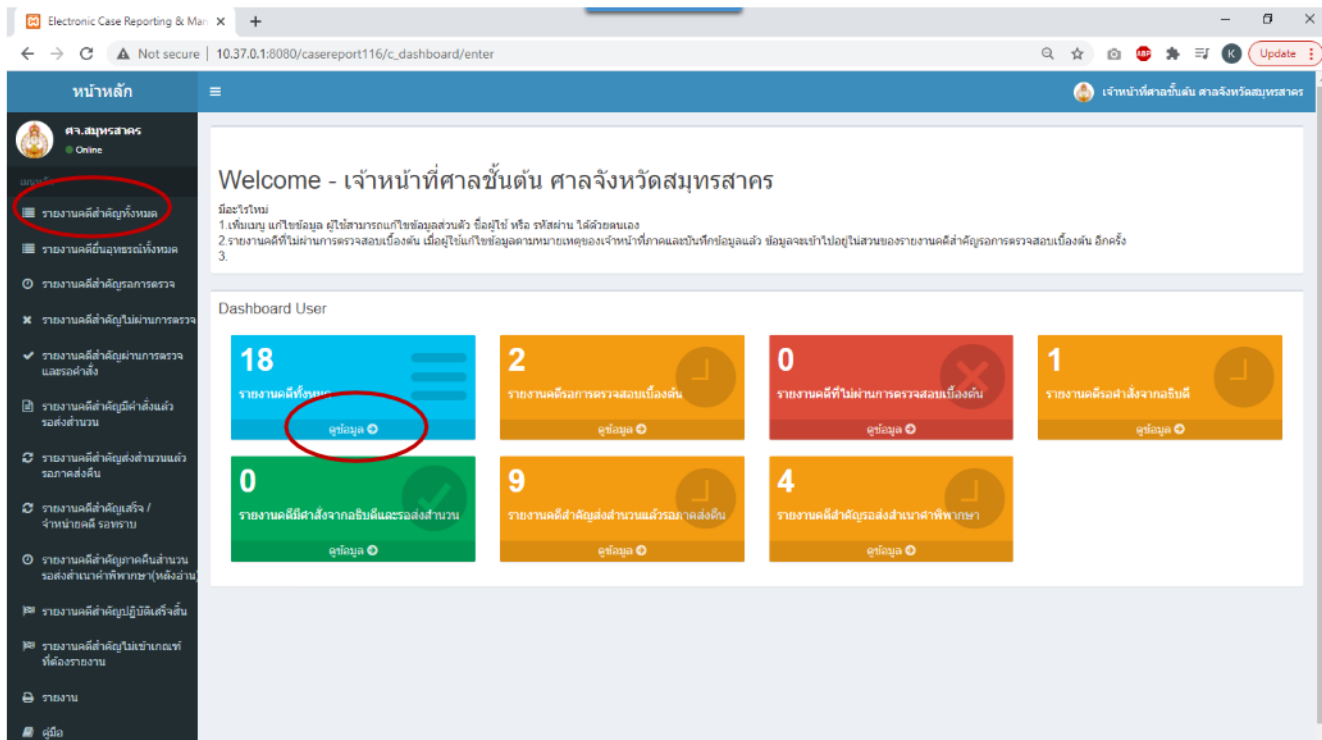 Electronic Case Reporting & Mar
Not secure | 10.37.0.1:8080/casereport116/c_dashboard/enter
K
Update
หน้าหลัก
เจ้าหน้าที่ศาลชั้นต้น ศาลจังหวัดสมุทรสาคร
ศจ.สมุทรสาคร
Online
เมนูหลัก
รายงานคดีสำคัญทั้งหมด
รายงานคดียื่นอุทธรณ์ทั้งหมด
รายงานคดีสำคัญรอการตรวจ
รายงานคดีสำคัญไม่ผ่านการตรวจ
รายงานคดีสำคัญผ่านการตรวจ
และรอคำสั่ง
รายงานคดีสำคัญมีคำสั่งแล้ว
รอส่งสำนวน
รายงานคดีสำคัญส่งสำนวนแล้ว
รอภาคส่งคืน
รายงานคดีสำคัญเสร็จ /
จำหน่ายคดี รอทราบ
รายงานคดีสำคัญภาคคืนสำนวน
รอส่งสำเนาคำพิพากษา(หลังอ่าน)
รายงานคดีสำคัญปฏิบัติเสร็จสิ้น
รายงานคดีสำคัญไม่เข้าเกณฑ์
ที่ต้องรายงาน
รายงาน
คู่มือ
Welcome - เจ้าหน้าที่ศาลชั้นต้น ศาลจังหวัดสมุทรสาคร
มีอะไรใหม่
1.เพิ่มเมนู แก้ไขข้อมูล ผู้ใช้สามารถแก้ไขข้อมูลส่วนตัว ชื่อผู้ใช้ หรือ รหัสผ่าน ได้ด้วยตนเอง
2.รายงานคดีที่ไม่ผ่านการตรวจสอบเบื้องต้น เมื่อผู้ใช้แก้ไขข้อมูลตามหมายเหตุของเจ้าหน้าที่ภาคและบันทึกข้อมูลแล้ว ข้อมูลจะเข้าไปอยู่ในส่วนของรายงานคดีสำคัญรอการตรวจสอบเบื้องต้น อีกครั้ง
3.
Dashboard User
18
รายงานคดีทั้งหมด
ดูข้อมูล
2
รายงานคดีรอการตรวจสอบเบื้องต้น
ดูข้อมูล
0
รายงานคดีที่ไม่ผ่านการตรวจสอบเบื้องต้น
ดูข้อมูล
1
รายงานคดีรอคำสั่งจากอธิบดี
ดูข้อมูล
0
รายงานคดีมีคำสั่งจากอธิบดีและรอส่งสำนวน
ดูข้อมูล
9
รายงานคดีสำคัญส่งสำนวนแล้วรอภาคส่งคืน
ดูข้อมูล
4
รายงานคดีสำคัญรอส่งสำเนาคำพิพากษา
ดูข้อมูล